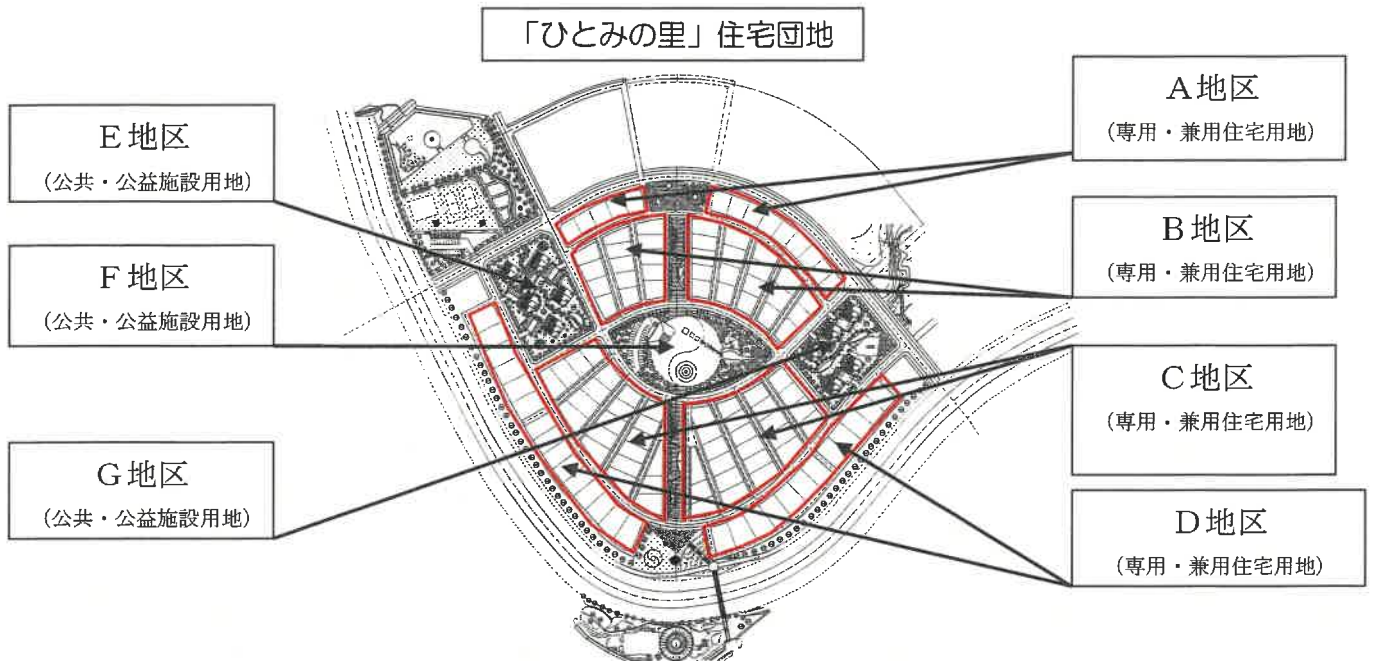 「ひとみの里」住宅団地
E地区
(公共・公益施設用地)
F地区
(公共・公益施設用地)
G地区
(公共・公益施設用地)
A地区
(専用・兼用住宅用地)
B地区
(専用・兼用住宅用地)
C地区
(専用・兼用住宅用地)
D地区
(専用・兼用住宅用地)